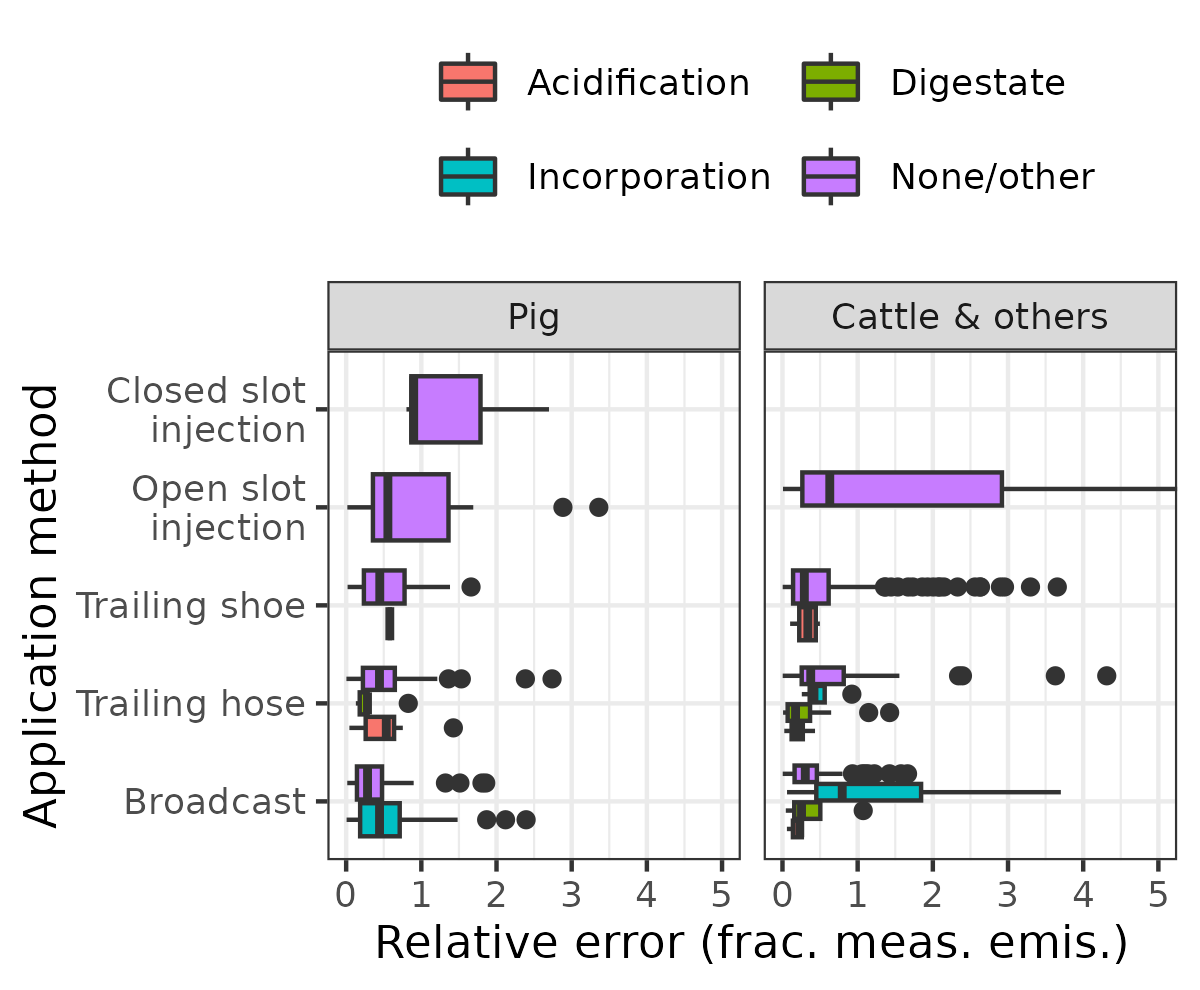 Acidification
Digestate
Incorporation
None/other
Pig
Cattle & others
Application method
Closed slot
injection
Open slot
injection
Trailing shoe
Trailing hose
Broadcast
0 1 2 3 4 5
0 1 2 3 4 5
Relative error (frac. meas. emis.)